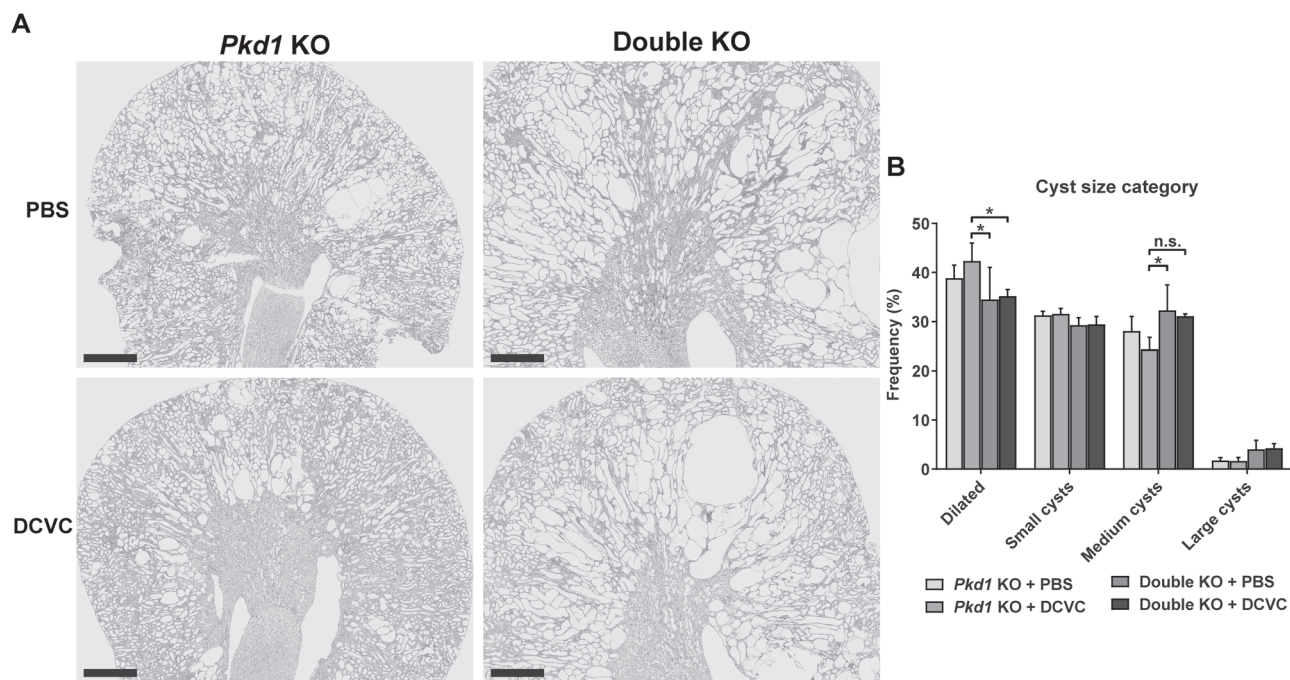 A
Pkd1 KO
Double KO
PBS
DCVC
B
Cyst size category
Frequency (%)
50
40
30
20
10
0
*
*
n.s.
*
Dilated
Small cysts
Medium cysts
Large cysts
Pkd1 KO + PBS
Double KO + PBS
Pkd1 KO + DCVC
Double KO + DCVC